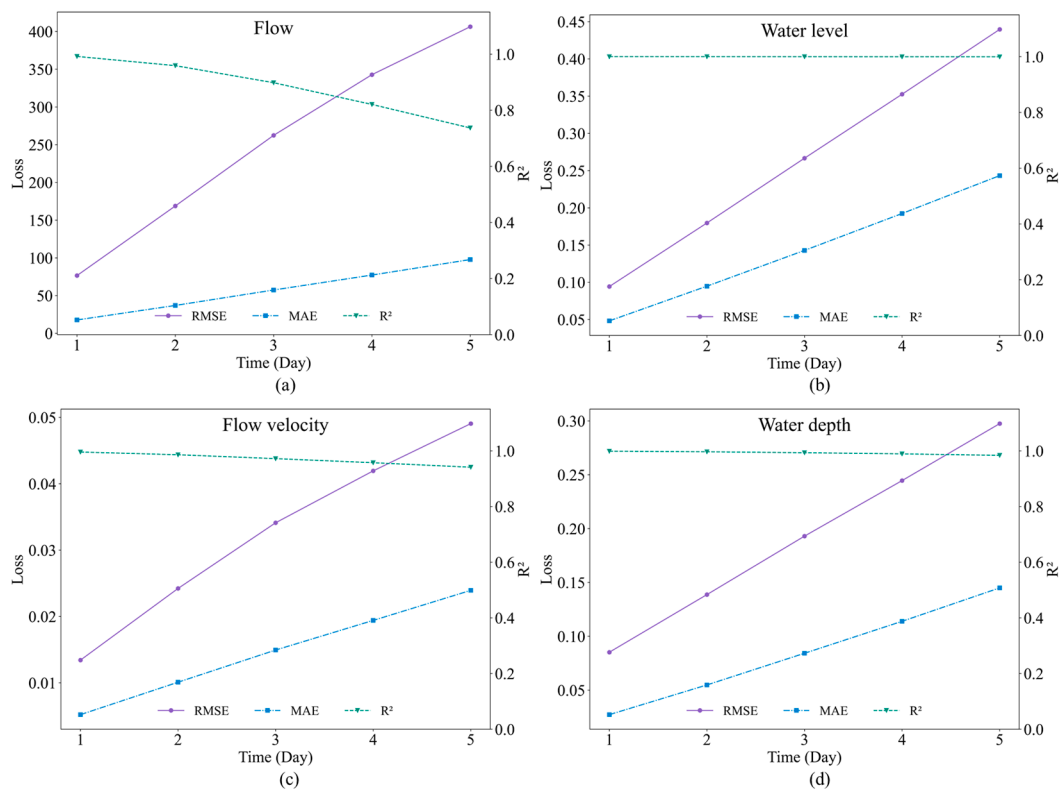 Flow
400
350
300
250
200
150
100
50
0
Loss
1.0
0.8
0.6
0.4
0.2
0.0
R²
RMSE MAE R²
1 2 3 4 5
Time (Day)
(a)
Water level
0.45
0.40
0.35
0.30
0.25
0.20
0.15
0.10
0.05
Loss
1.0
0.8
0.6
0.4
0.2
0.0
R²
RMSE MAE R²
1 2 3 4 5
Time (Day)
(b)
Flow velocity
0.05
0.04
0.03
0.02
0.01
Loss
1.0
0.8
0.6
0.4
0.2
0.0
R²
RMSE MAE R²
1 2 3 4 5
Time (Day)
(c)
Water depth
0.30
0.25
0.20
0.15
0.10
0.05
Loss
1.0
0.8
0.6
0.4
0.2
0.0
R²
RMSE MAE R²
1 2 3 4 5
Time (Day)
(d)